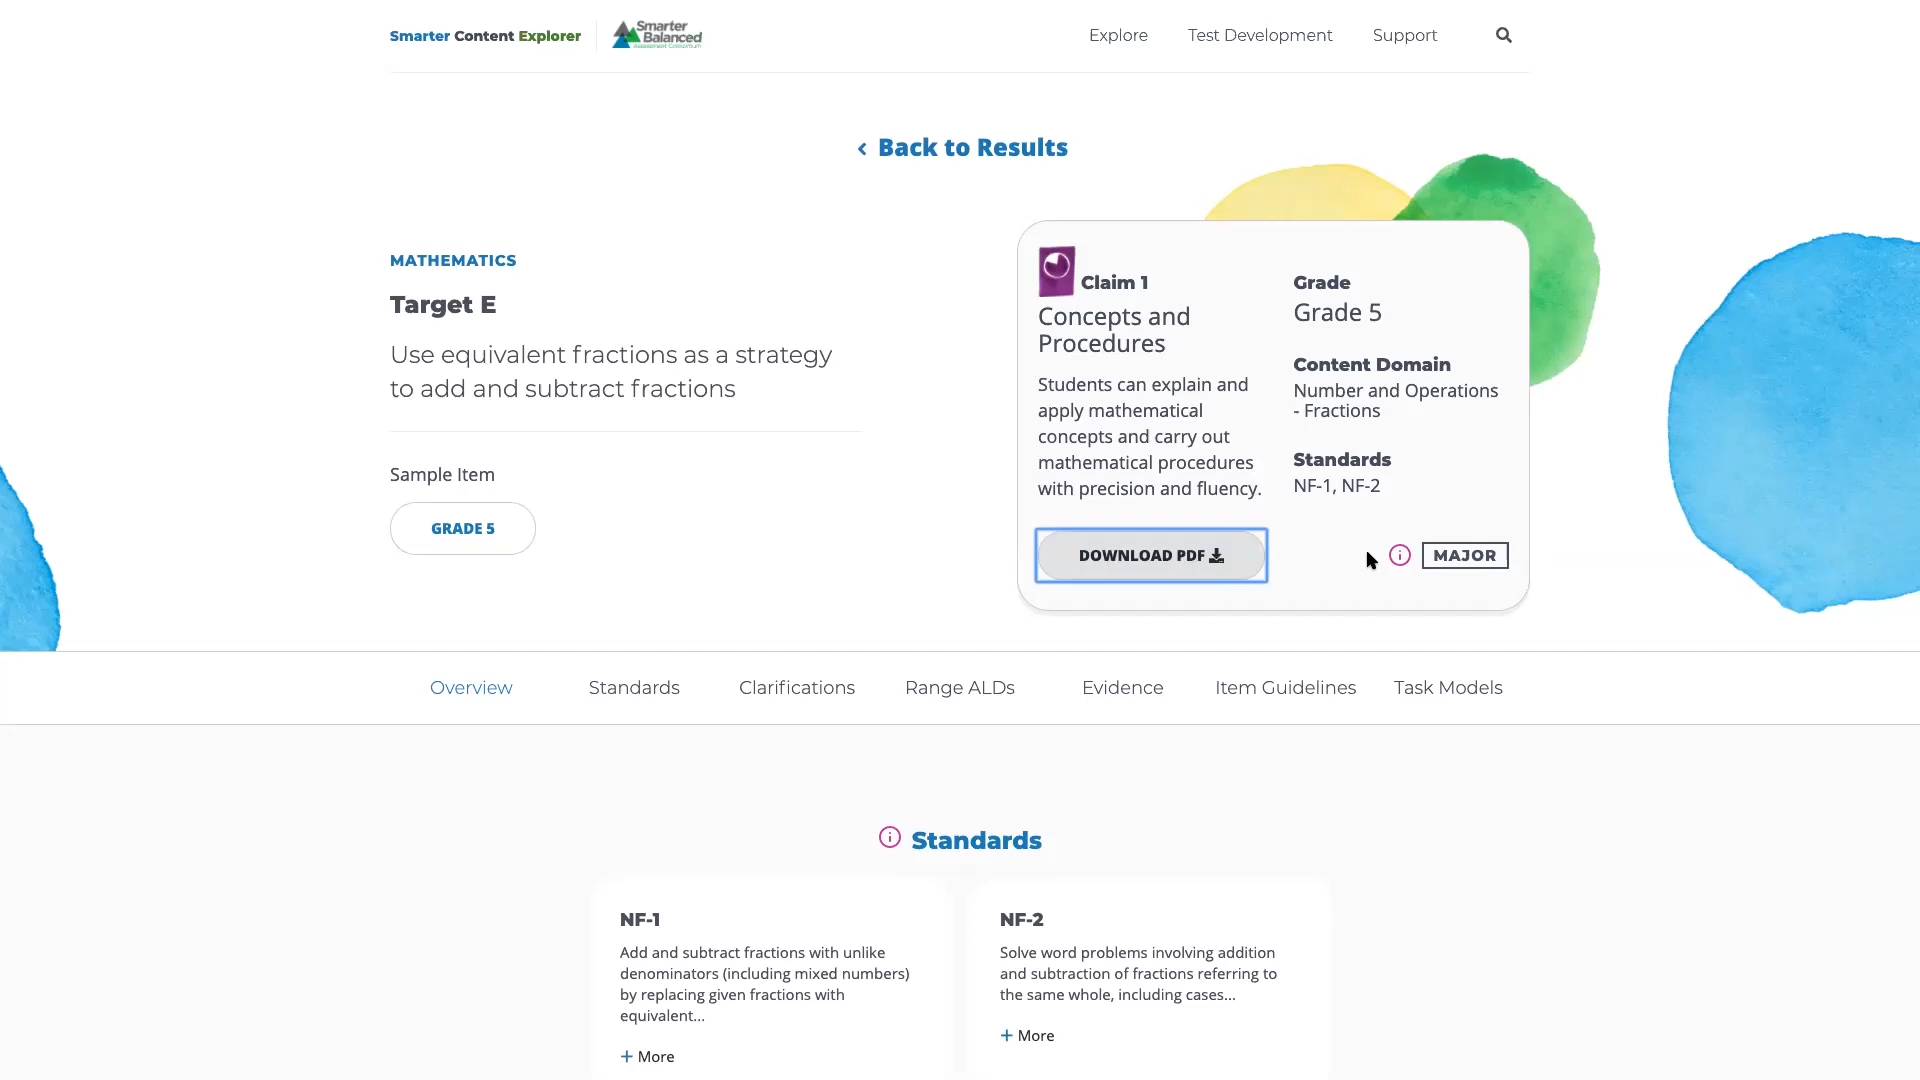 Smarter Content Explorer
Smarter
Balanced
Assessment Consortium
Explore
Test Development
Support
Back to Results
MATHEMATICS
Target E
Use equivalent fractions as a strategy
to add and subtract fractions
Sample Item
GRADE 5
Claim 1
Concepts and
Procedures
Students can explain and
apply mathematical
concepts and carry out
mathematical procedures
with precision and fluency.
DOWNLOAD PDF
Grade
Grade 5
Content Domain
Number and Operations
- Fractions
Standards
NF-1, NF-2
MAJOR
Overview
Standards
Clarifications
Range ALDs
Evidence
Item Guidelines
Task Models
Standards
NF-1
Add and subtract fractions with unlike
denominators (including mixed numbers)
by replacing given fractions with
equivalent...
+ More
NF-2
Solve word problems involving addition
and subtraction of fractions referring to
the same whole, including cases...
+ More